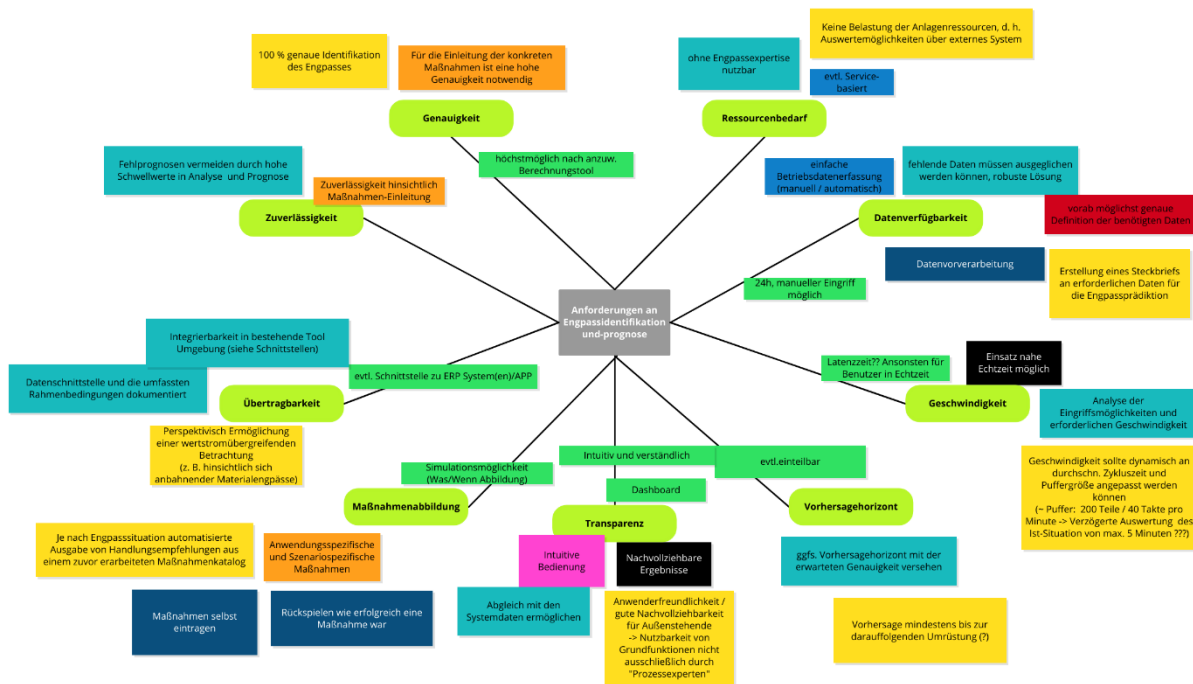 100 % genaue Identifikation
des Engpasses
Für die Einleitung der konkreten
Maßnahmen ist eine hohe
Genauigkeit notwendig
Genauigkeit
höchstmöglich nach anzuw.
Berechnungstool
Keine Belastung der Anlagenressourcen, d. h.
Auswertemöglichkeiten über externes System
ohne Engpassexpertise
nutzbar
evtl. Service-
basiert
Ressourcenbedarf
Fehlprognosen vermeiden durch hohe
Schwellwerte in Analyse und Prognose
Zuverlässigkeit hinsichtlich
Maßnahmen-Einleitung
Zuverlässigkeit
einfache
Betriebsdatenerfassung
(manuell / automatisch)
fehlende Daten müssen ausgeglichen
werden können, robuste Lösung
Datenverfügbarkeit
vorab möglichst genaue
Definition der benötigten Daten
Datenvorverarbeitung
Erstellung eines Steckbriefs
an erforderlichen Daten für
die Engpassprädiktion
24h, manueller Eingriff
möglich
Anforderungen an
Engpassidentifikation
und-prognose
Integrierbarkeit in bestehende Tool
Umgebung (siehe Schnittstellen)
Datenschnittstelle und die umfassten
Rahmenbedingungen dokumentiert
evtl. Schnittstelle zu ERP System(en)/APP
Übertragbarkeit
Perspektivisch Ermöglichung
einer wertstromübergreifenden
Betrachtung
(z. B. hinsichtlich sich
anbahnender Materialengpässe)
Latenzzeit?? Ansonsten für
Benutzer in Echtzeit
Einsatz nahe
Echtzeit möglich
Geschwindigkeit
Analyse der
Eingriffsmöglichkeiten und
erforderlichen Geschwindigkeit
Geschwindigkeit sollte dynamisch an
durchschn. Zykluszeit und
Puffergröße angepasst werden
können
(~ Puffer: 200 Teile / 40 Takte pro
Minute -> Verzögerte Auswertung des
Ist-Situation von max. 5 Minuten ???)
Simulationsmöglichkeit
(Was/Wenn Abbildung)
Maßnahmenabbildung
Je nach Engpasssituation automatisierte
Ausgabe von Handlungsempfehlungen aus
einem zuvor erarbeiteten Maßnahmenkatalog
Anwendungsspezifische
und Szenariospezifische
Maßnahmen
Maßnahmen selbst
eintragen
Rückspielen wie erfolgreich eine
Maßnahme war
Intuitiv und verständlich
Dashboard
Transparenz
Intuitive
Bedienung
Nachvollziehbare
Ergebnisse
Abgleich mit den
Systemdaten ermöglichen
Anwenderfreundlichkeit /
gute Nachvollziehbarkeit
für Außenstehende
-> Nutzbarkeit von
Grundfunktionen nicht
ausschließlich durch
"Prozessexperten"
evtl.einteilbar
Vorhersagehorizont
ggfs. Vorhersagehorizont mit der
erwarteten Genauigkeit versehen
Vorhersage mindestens bis zur
darauffolgenden Umrüstung (?)